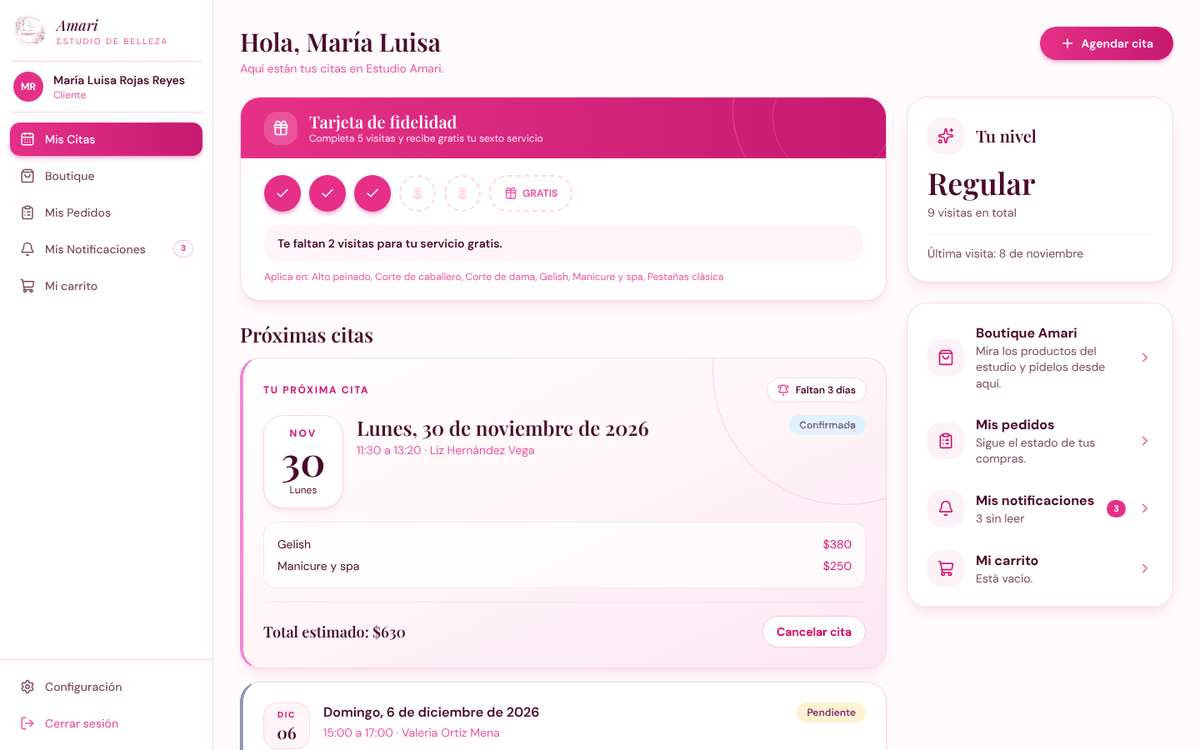 Amari
ESTUDIO DE BELLEZA
MR
María Luisa Rojas Reyes
Cliente
Mis Citas
Boutique
Mis Pedidos
Mis Notificaciones
3
Mi carrito
Configuración
Cerrar sesión
Hola, María Luisa
Aquí están tus citas en Estudio Amari.
Agendar cita
Tarjeta de fidelidad
Completa 5 visitas y recibe gratis tu sexto servicio
GRATIS
Te faltan 2 visitas para tu servicio gratis.
Aplica en: Alto peinado, Corte de caballero, Corte de dama, Gelish, Manicure y spa, Pestañas clásica
Próximas citas
TU PRÓXIMA CITA
Faltan 3 días
NOV
30
Lunes
Lunes, 30 de noviembre de 2026
11:30 a 13:20 · Liz Hernández Vega
Confirmada
Gelish
$380
Manicure y spa
$250
Total estimado: $630
Cancelar cita
DIC
06
Domingo, 6 de diciembre de 2026
15:00 a 17:00 · Valeria Ortiz Mena
Pendiente
Tu nivel
Regular
9 visitas en total
Última visita: 8 de noviembre
Boutique Amari
Mira los productos del
estudio y pídelos desde
aquí.
Mis pedidos
Sigue el estado de tus
compras.
Mis notificaciones
3 sin leer
3
Mi carrito
Está vacío.